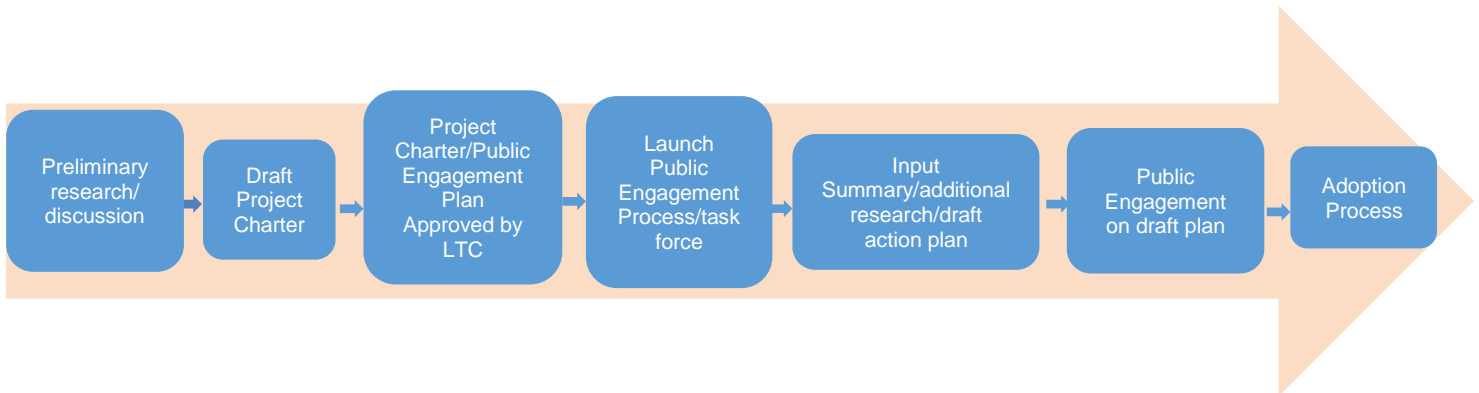 Preliminary
research/
discussion
Draft
Project
Charter
Project
Charter/Public
Engagement
Plan
Approved by
LTC
Launch
Public
Engagement
Process/task
force
Input
Summary/additional
research/draft
action plan
Public
Engagement
on draft plan
Adoption
Process